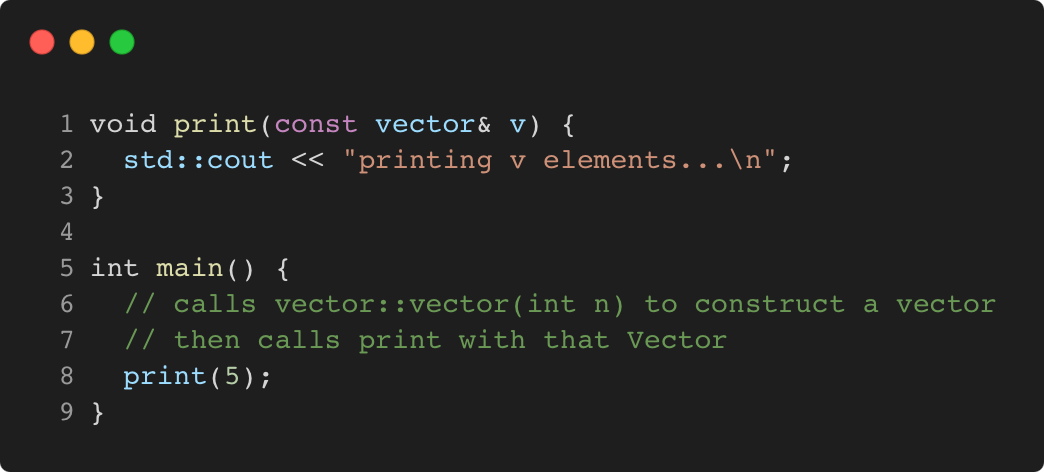 1 void print(const vector& v) {
2   std::cout << "printing v elements...\n";
3 }
4
5 int main() {
6   // calls vector::vector(int n) to construct a vector
7   // then calls print with that Vector
8   print(5);
9 }